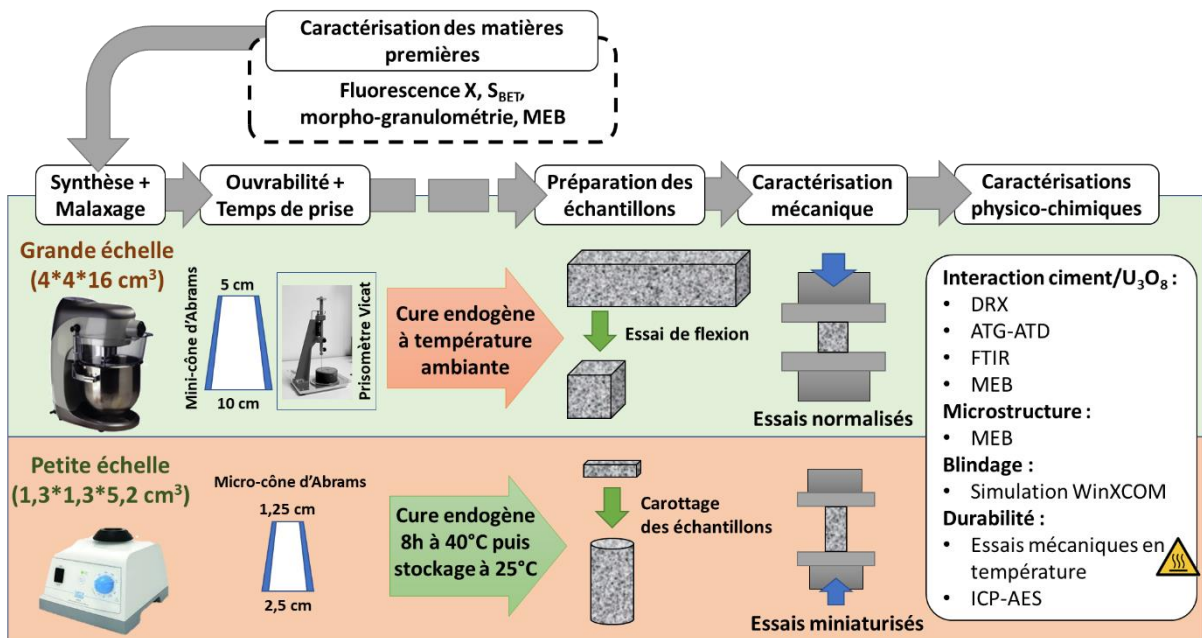 Caractérisation des matières
premières
Fluorescence X, SBET,
morpho-granulométrie, MEB
Synthèse +
Malaxage
Ouvrabilité +
Temps de prise
Préparation des
échantillons
Caractérisation
mécanique
Caractérisations
physico-chimiques
Grande échelle
(4*4*16 cm³)
Mini-cône d'Abrams
5 cm
10 cm
Prisomètre Vicat
Cure endogène
à température
ambiante
Essai de flexion
Essais normalisés
Petite échelle
(1,3*1,3*5,2 cm³)
Micro-cône d'Abrams
1,25 cm
2,5 cm
Cure endogène
8h à 40°C puis
stockage à 25°C
Carottage
des échantillons
Essais miniaturisés
Interaction ciment/U₃O₈ :
• DRX
• ATG-ATD
• FTIR
• MEB
Microstructure :
• MEB
Blindage :
• Simulation WinXCOM
Durabilité :
• Essais mécaniques en
température
• ICP-AES